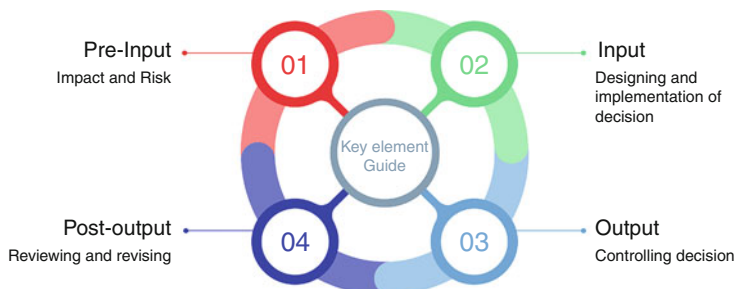 Pre-Input
Impact and Risk
01
02
Input
Designing and
implementation of
decision
Key element
Guide
Post-output
Reviewing and revising
04
03
Output
Controlling decision